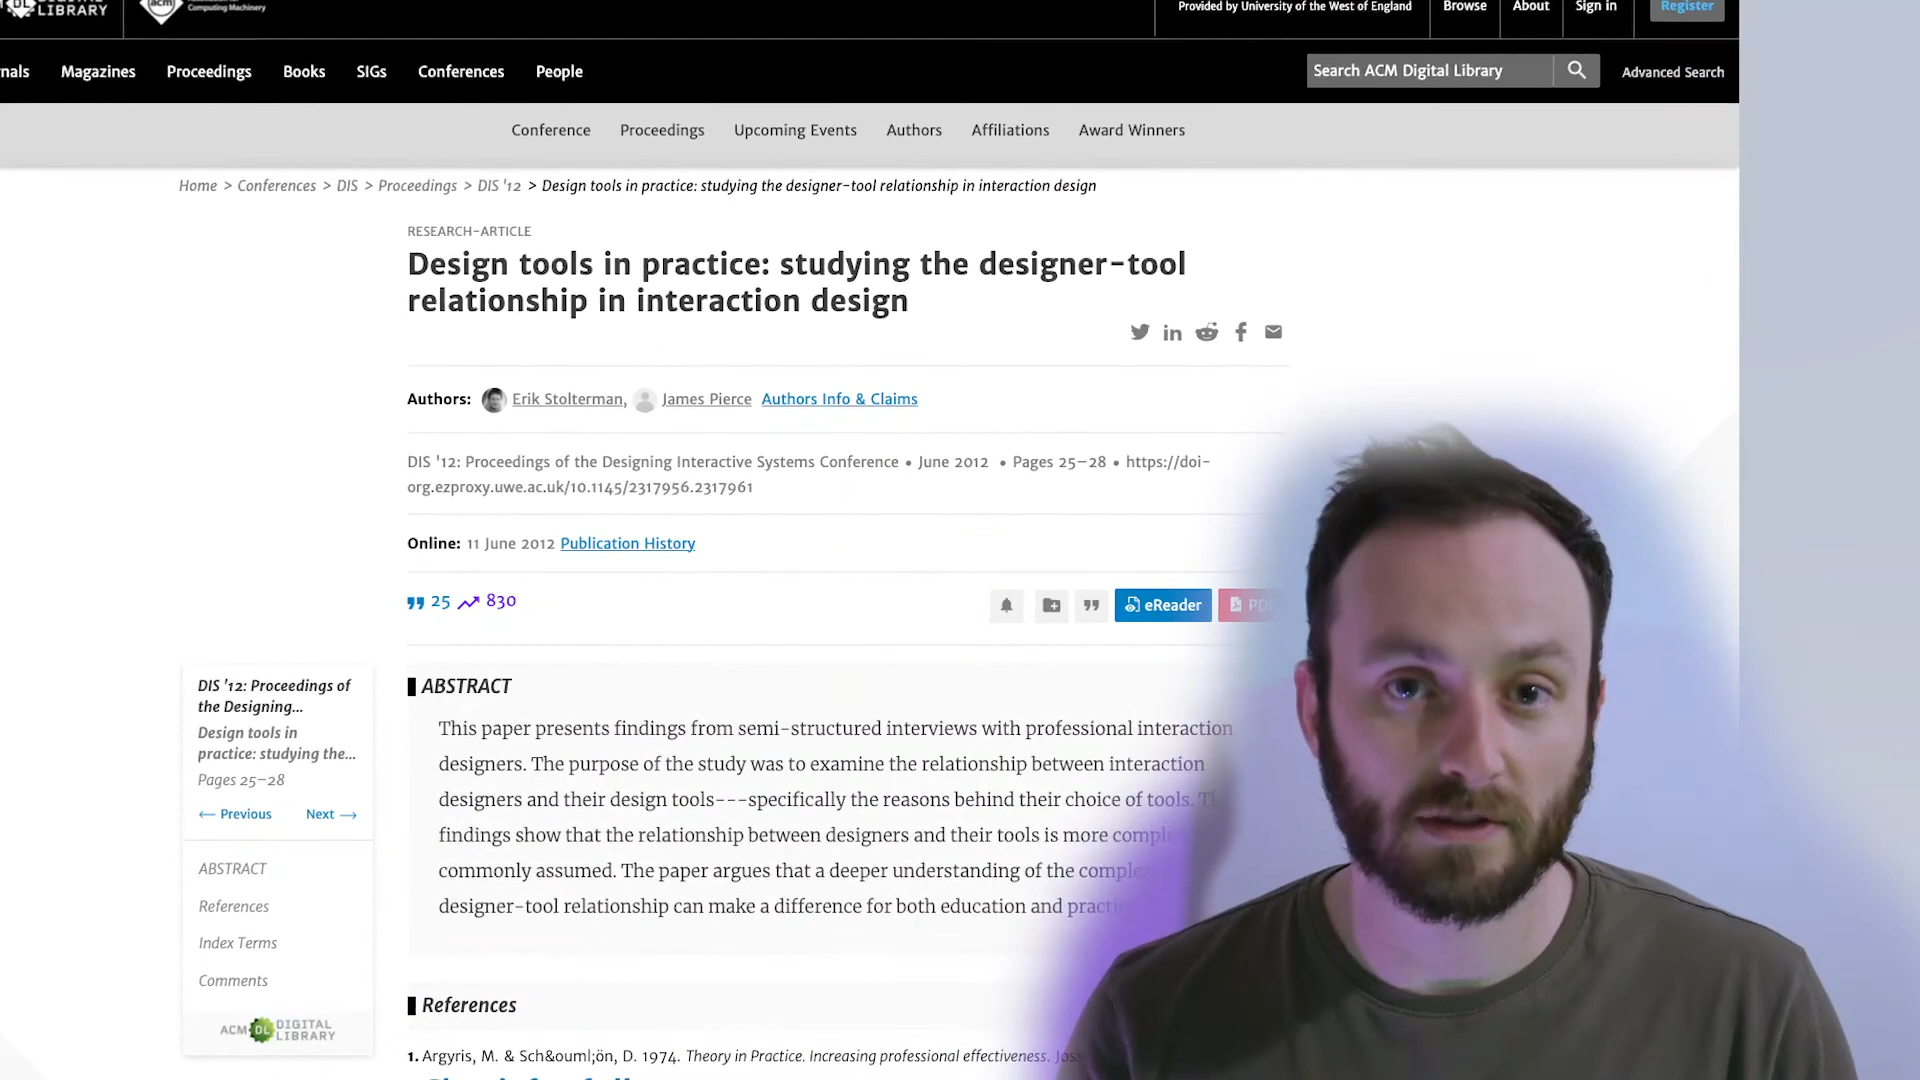 LIBRARY
acm
Computing Machinery
Provided by University of the West of England
Browse
About
Sign in
Register
Magazines
Proceedings
Books
SIGs
Conferences
People
Search ACM Digital Library
Advanced Search
Conference
Proceedings
Upcoming Events
Authors
Affiliations
Award Winners
Home > Conferences > DIS > Proceedings > DIS '12 > Design tools in practice: studying the designer-tool relationship in interaction design
RESEARCH-ARTICLE
Design tools in practice: studying the designer-tool
relationship in interaction design
Authors: Erik Stolterman, James Pierce Authors Info & Claims
DIS '12: Proceedings of the Designing Interactive Systems Conference • June 2012 • Pages 25–28 • https://doi-
org.ezproxy.uwe.ac.uk/10.1145/2317956.2317961
Online: 11 June 2012 Publication History
25 830
eReader
PDF
DIS '12: Proceedings of
the Designing...
Design tools in
practice: studying the...
Pages 25–28
← Previous
Next →
ABSTRACT
References
Index Terms
Comments
ACM DL DIGITAL
LIBRARY
ABSTRACT
This paper presents findings from semi-structured interviews with professional interaction
designers. The purpose of the study was to examine the relationship between interaction
designers and their design tools---specifically the reasons behind their choice of tools.
findings show that the relationship between designers and their tools is more
commonly assumed. The paper argues that a deeper understanding of the
designer-tool relationship can make a difference for both education and
References
1. Argyris, M. & Sch&ouml;ön, D. 1974. Theory in Practice. Increasing professional effectiveness.